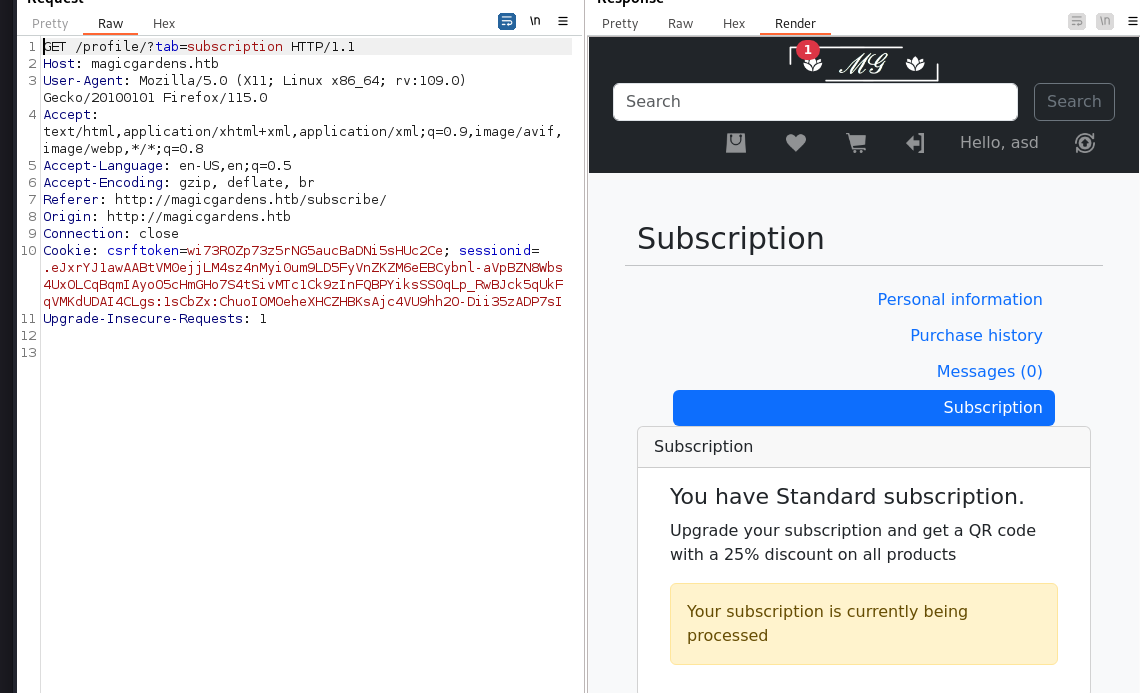 Request
Pretty Raw Hex
\n
1 GET /profile/?tab=subscription HTTP/1.1
2 Host: magicgardens.htb
3 User-Agent: Mozilla/5.0 (X11; Linux x86_64; rv:109.0)
Gecko/20100101 Firefox/115.0
4 Accept:
text/html,application/xhtml+xml,application/xml;q=0.9,image/avif,
image/webp,*/*;q=0.8
5 Accept-Language: en-US,en;q=0.5
6 Accept-Encoding: gzip, deflate, br
7 Referer: http://magicgardens.htb/subscribe/
8 Origin: http://magicgardens.htb
9 Connection: close
10 Cookie: csrftoken=wi73ROZp73z5rNG5aucBaDNi5sHUc2Ce; sessionid=
.eJxrYJ1awAABtVM0ejjLM4sz4nMyi0um9LD5FyVnZKZM6eEBCybnl-aVpBZN8Wbs
4UxOLCqBqmIAyo05cHmGHo7S4tSivMTc1Ck9zInFQBPYiksSS0qLp_RwBJck5qUkF
qVMKdUDAI4CLgs:1sCbZx:ChuoIOMOeheXHCZHBKsAjc4VU9hh2O-Dii35zADP7sI
11 Upgrade-Insecure-Requests: 1
12
13
Response
Pretty Raw Hex Render
\n
1
MG
Search
Search
Hello, asd
Subscription
Personal information
Purchase history
Messages (0)
Subscription
Subscription
You have Standard subscription.
Upgrade your subscription and get a QR code
with a 25% discount on all products
Your subscription is currently being
processed